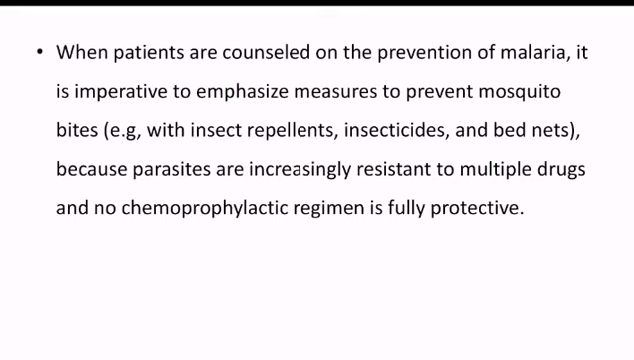 • When patients are counseled on the prevention of malaria, it
is imperative to emphasize measures to prevent mosquito
bites (e.g, with insect repellents, insecticides, and bed nets),
because parasites are increasingly resistant to multiple drugs
and no chemoprophylactic regimen is fully protective.